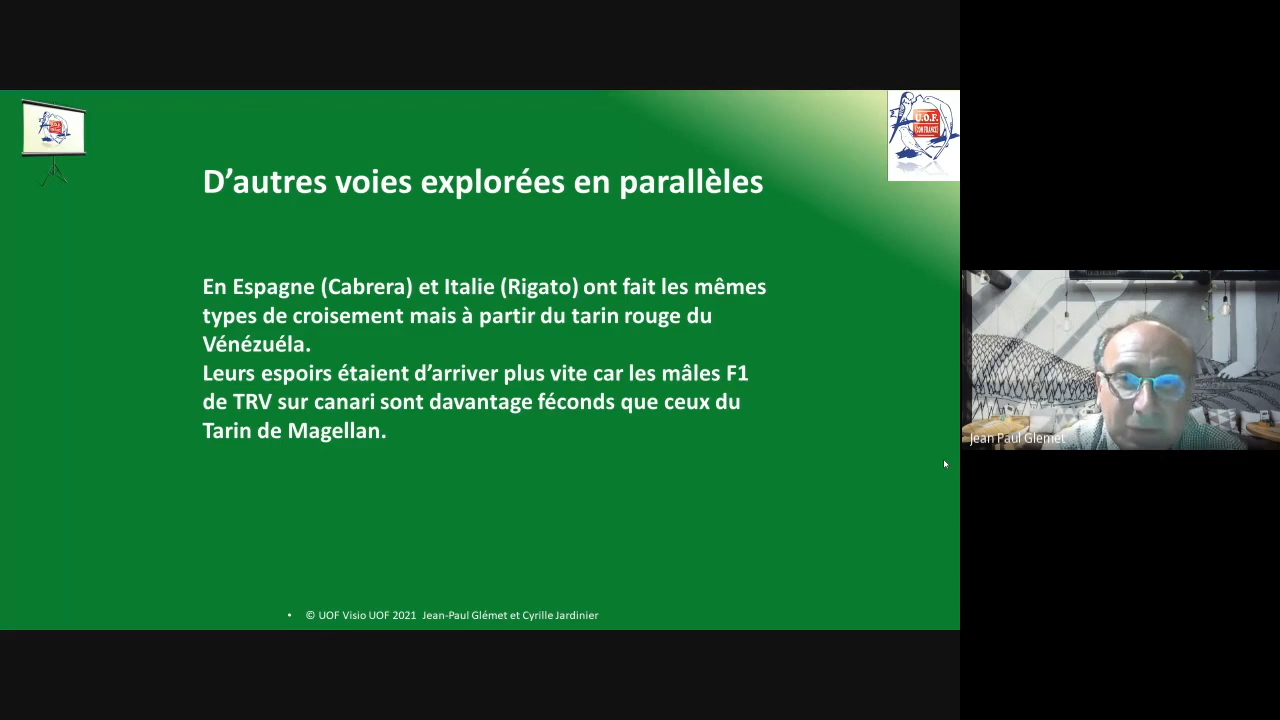 U.O.F.
COM FRANCE
D'autres voies explorées en parallèles
En Espagne (Cabrera) et Italie (Rigato) ont fait les mêmes
types de croisement mais à partir du tarin rouge du
Vénézuéla.
Leurs espoirs étaient d'arriver plus vite car les mâles F1
de TRV sur canari sont davantage féconds que ceux du
Tarin de Magellan.
Jean Paul Glemet
• © UOF Visio UOF 2021 Jean-Paul Glémet et Cyrille Jardinier